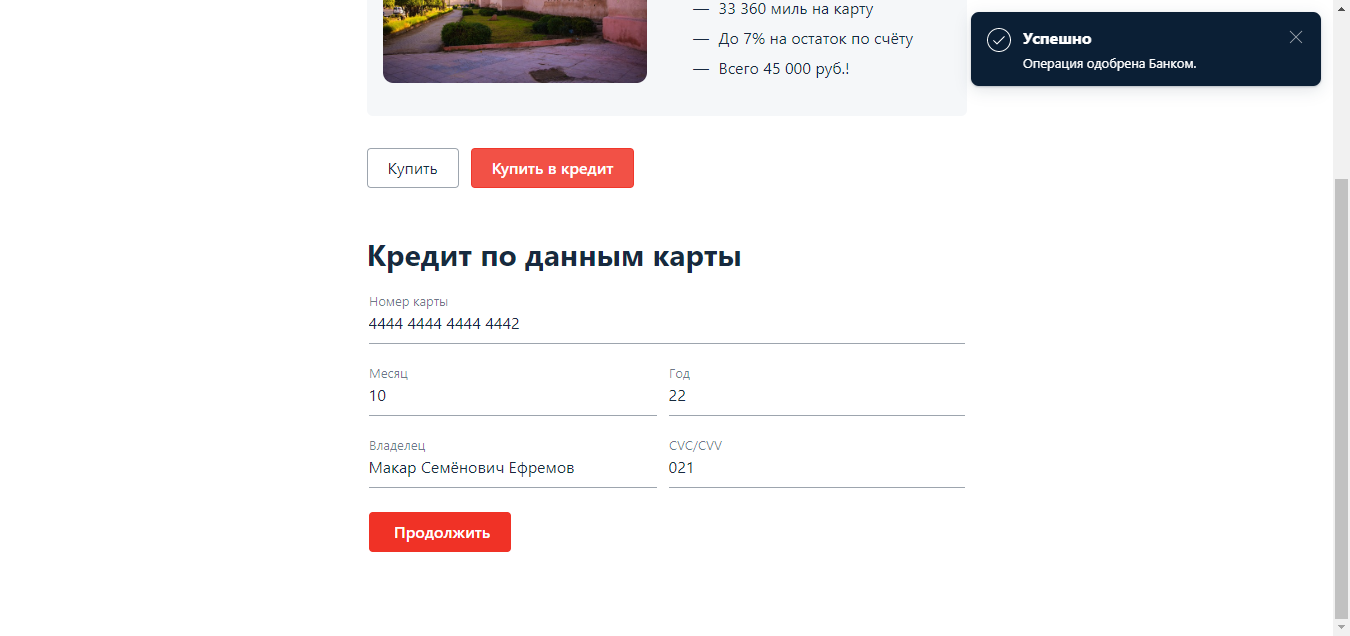 — 33 360 миль на карту
— До 7% на остаток по счёту
— Всего 45 000 руб.!
Успешно
Операция одобрена Банком.
Купить
Купить в кредит
Кредит по данным карты
Номер карты
4444 4444 4444 4442
Месяц
Год
10
22
Владелец
CVC/CVV
Макар Семёнович Ефремов
021
Продолжить